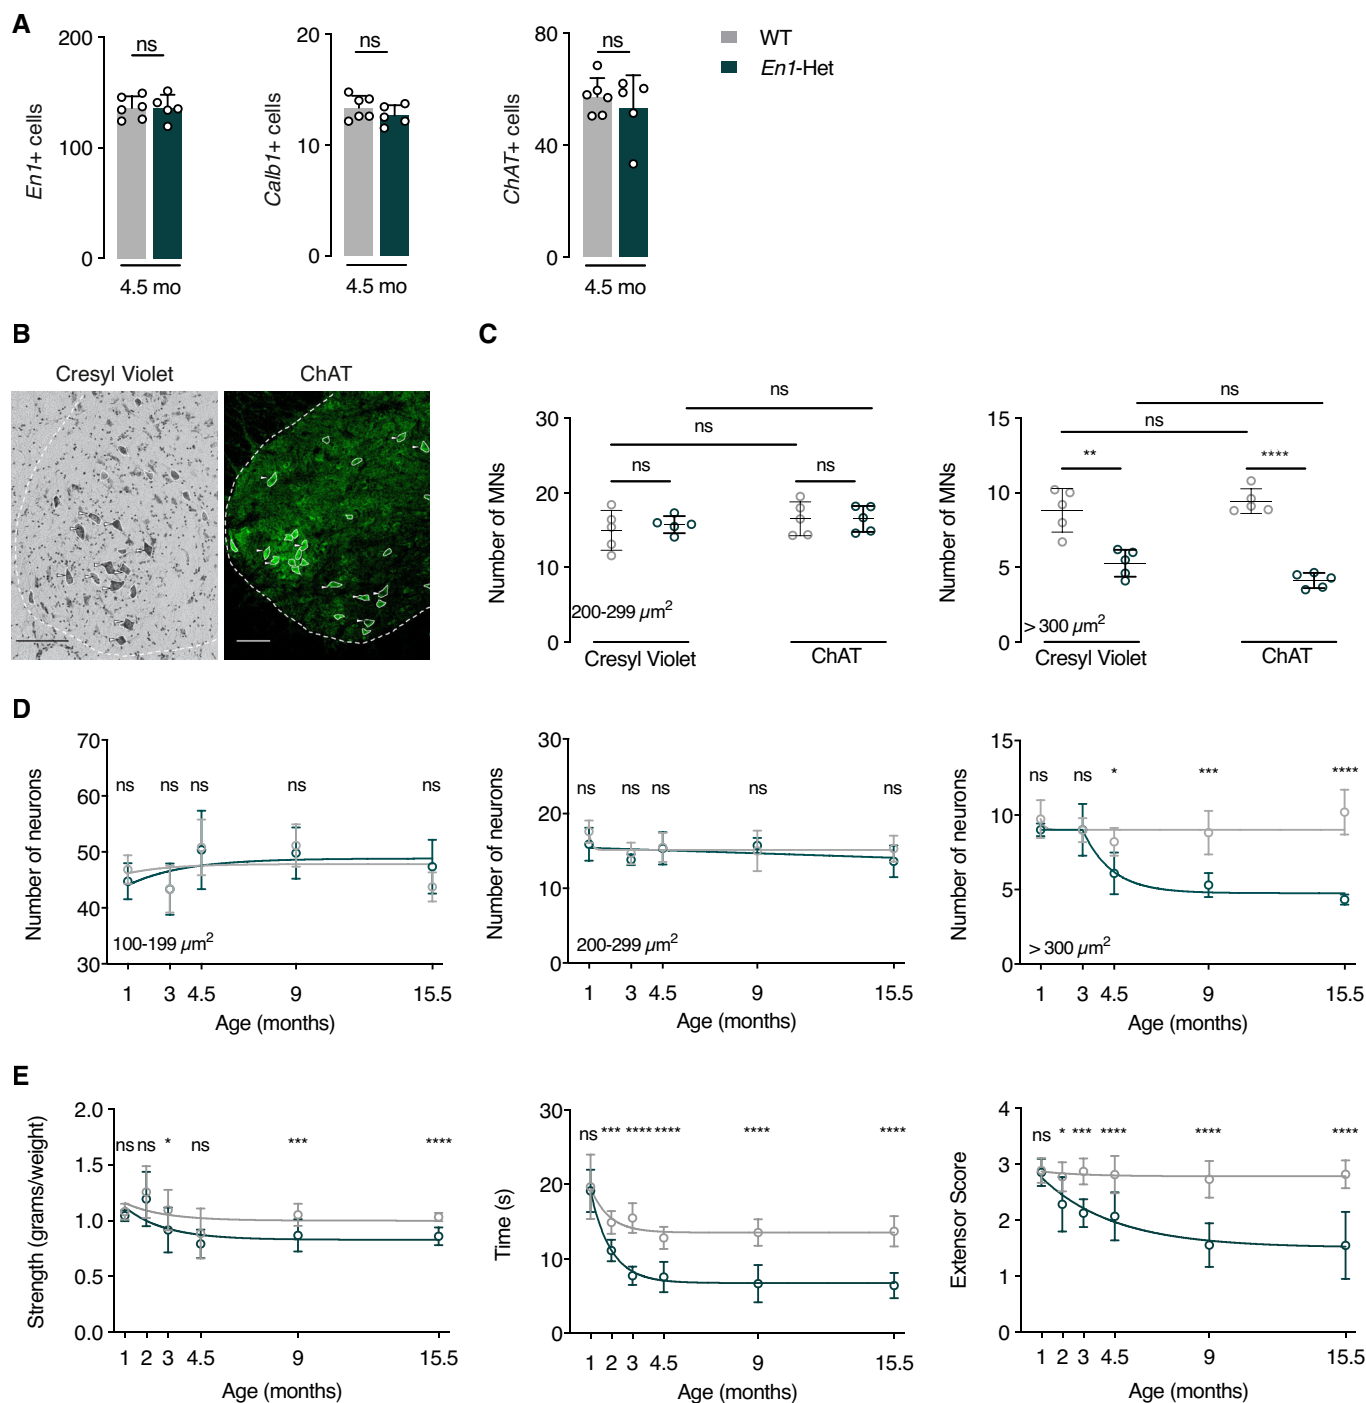 A
200
100
0
En1+ cells
ns
4.5 mo
20
10
0
Calb1+ cells
ns
4.5 mo
80
40
0
ChAT+ cells
ns
4.5 mo
WT
En1-Het
B
Cresyl Violet
ChAT
C
30
20
10
0
Number of MNs
ns
ns
ns
ns
200-299 µm²
Cresyl Violet
ChAT
15
10
5
0
Number of MNs
ns
ns
**
****
> 300 µm²
Cresyl Violet
ChAT
D
70
60
50
40
30
Number of neurons
ns ns ns ns ns
100-199 µm²
1 3 4.5 9 15.5
Age (months)
30
20
10
0
Number of neurons
ns ns ns ns ns
200-299 µm²
1 3 4.5 9 15.5
Age (months)
15
10
5
0
Number of neurons
ns ns * *** ****
> 300 µm²
1 3 4.5 9 15.5
Age (months)
E
2.0
1.5
1.0
0.5
0.0
Strength (grams/weight)
ns ns * ns *** ****
1 2 3 4.5 9 15.5
Age (months)
30
20
10
0
Time (s)
ns *** **** **** **** ****
1 2 3 4.5 9 15.5
Age (months)
4
3
2
1
0
Extensor Score
ns * *** **** **** ****
1 2 3 4.5 9 15.5
Age (months)